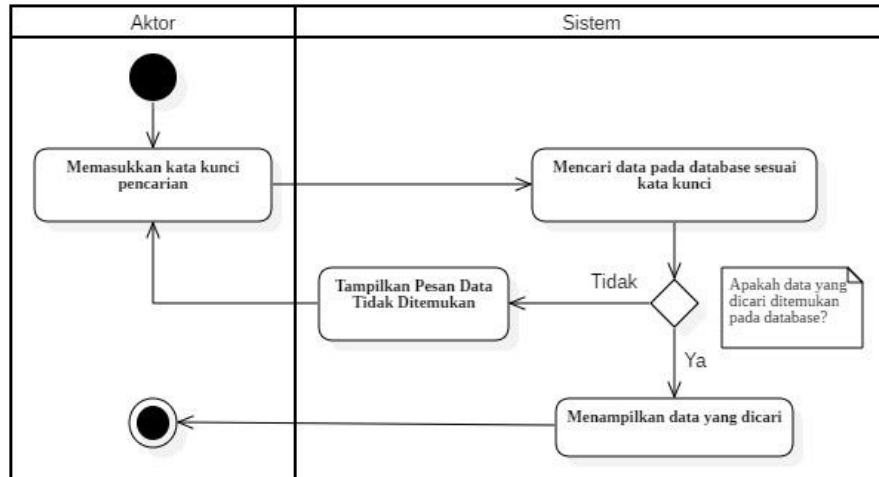 Aktor
Sistem
Memasukkan kata kunci
pencarian
Mencari data pada database sesuai
kata kunci
Tampilkan Pesan Data
Tidak Ditemukan
Tidak
Apakah data yang
dicari ditemukan
pada database?
Ya
Menampilkan data yang dicari